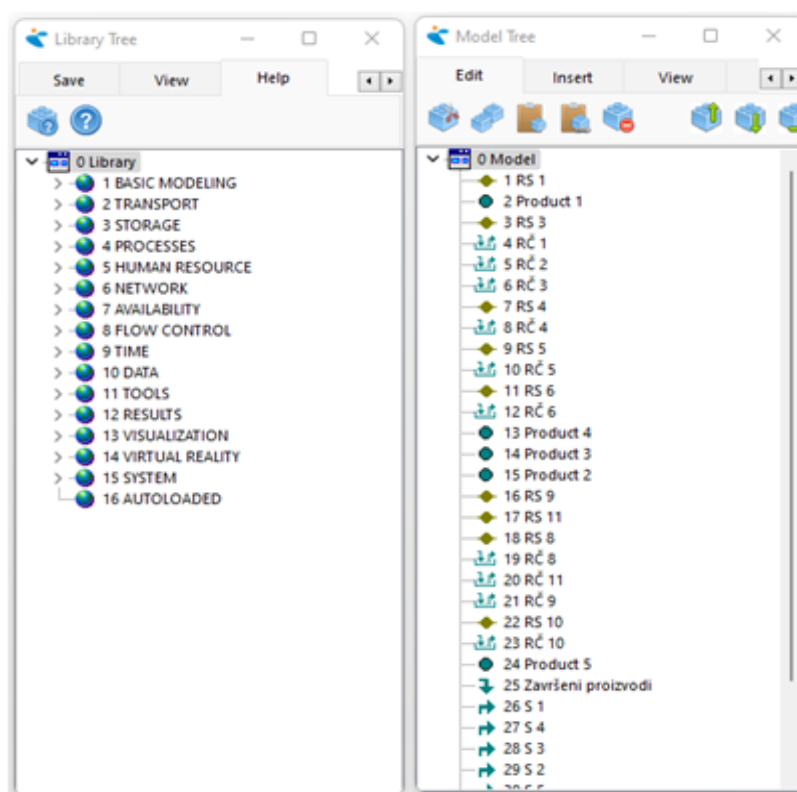 Library Tree
Save View Help
0 Library
1 BASIC MODELING
2 TRANSPORT
3 STORAGE
4 PROCESSES
5 HUMAN RESOURCE
6 NETWORK
7 AVAILABILITY
8 FLOW CONTROL
9 TIME
10 DATA
11 TOOLS
12 RESULTS
13 VISUALIZATION
14 VIRTUAL REALITY
15 SYSTEM
16 AUTOLOADED
Model Tree
Edit Insert View
0 Model
1 RS 1
2 Product 1
3 RS 3
4 RČ 1
5 RČ 2
6 RČ 3
7 RS 4
8 RČ 4
9 RS 5
10 RČ 5
11 RS 6
12 RČ 6
13 Product 4
14 Product 3
15 Product 2
16 RS 9
17 RS 11
18 RS 8
19 RČ 8
20 RČ 11
21 RČ 9
22 RS 10
23 RČ 10
24 Product 5
25 Završeni proizvodi
26 S 1
27 S 4
28 S 3
29 S 2